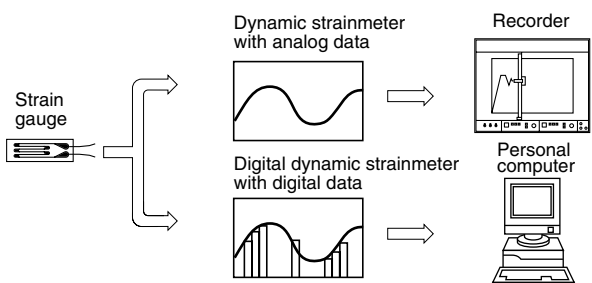 Strain
gauge
Dynamic strainmeter
with analog data
Recorder
Digital dynamic strainmeter
with digital data
Personal
computer